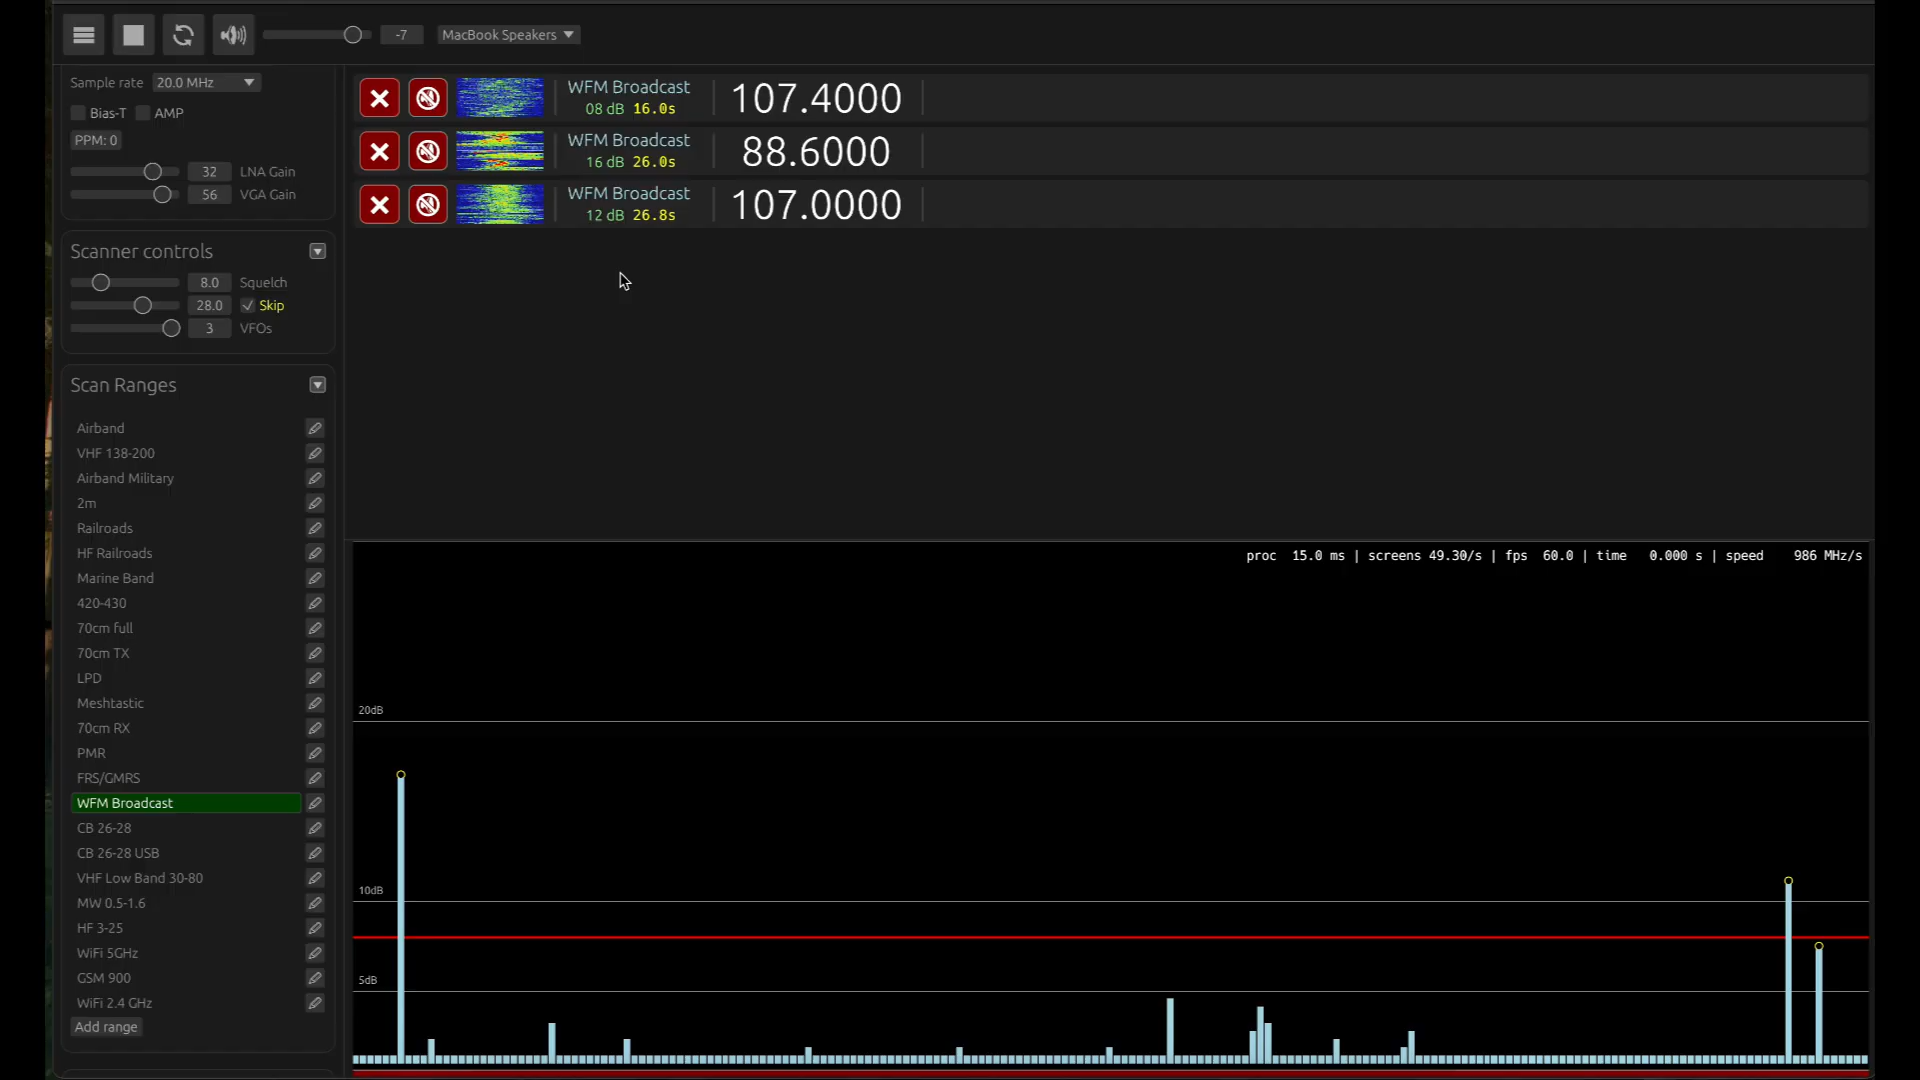 -7
MacBook Speakers
Sample rate 20.0 MHz
Bias-T AMP
PPM: 0
32 LNA Gain
56 VGA Gain
Scanner controls
8.0 Squelch
28.0 Skip
3 VFOs
Scan Ranges
Airband
VHF 138-200
Airband Military
2m
Railroads
HF Railroads
Marine Band
420-430
70cm full
70cm TX
LPD
Meshtastic
70cm RX
PMR
FRS/GMRS
WFM Broadcast
CB 26-28
CB 26-28 USB
VHF Low Band 30-80
MW 0.5-1.6
HF 3-25
WiFi 5GHz
GSM 900
WiFi 2.4 GHz
Add range
WFM Broadcast
08 dB 16.0s
107.4000
WFM Broadcast
16 dB 26.0s
88.6000
WFM Broadcast
12 dB 26.8s
107.0000
proc 15.0 ms | screens 49.30/s | fps 60.0 | time 0.000 s | speed 986 MHz/s
20dB
10dB
5dB